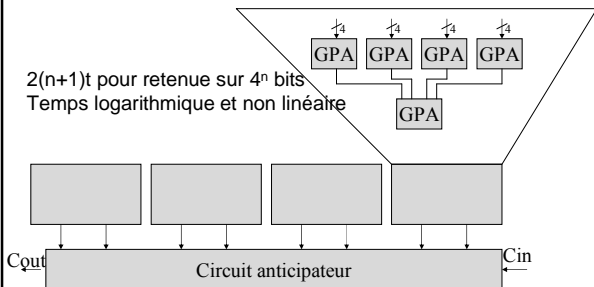 4 4 4 4
GPA GPA GPA GPA
2(n+1)t pour retenue sur 4ⁿ bits
Temps logarithmique et non linéaire
GPA
Cout Cin
Circuit anticipateur